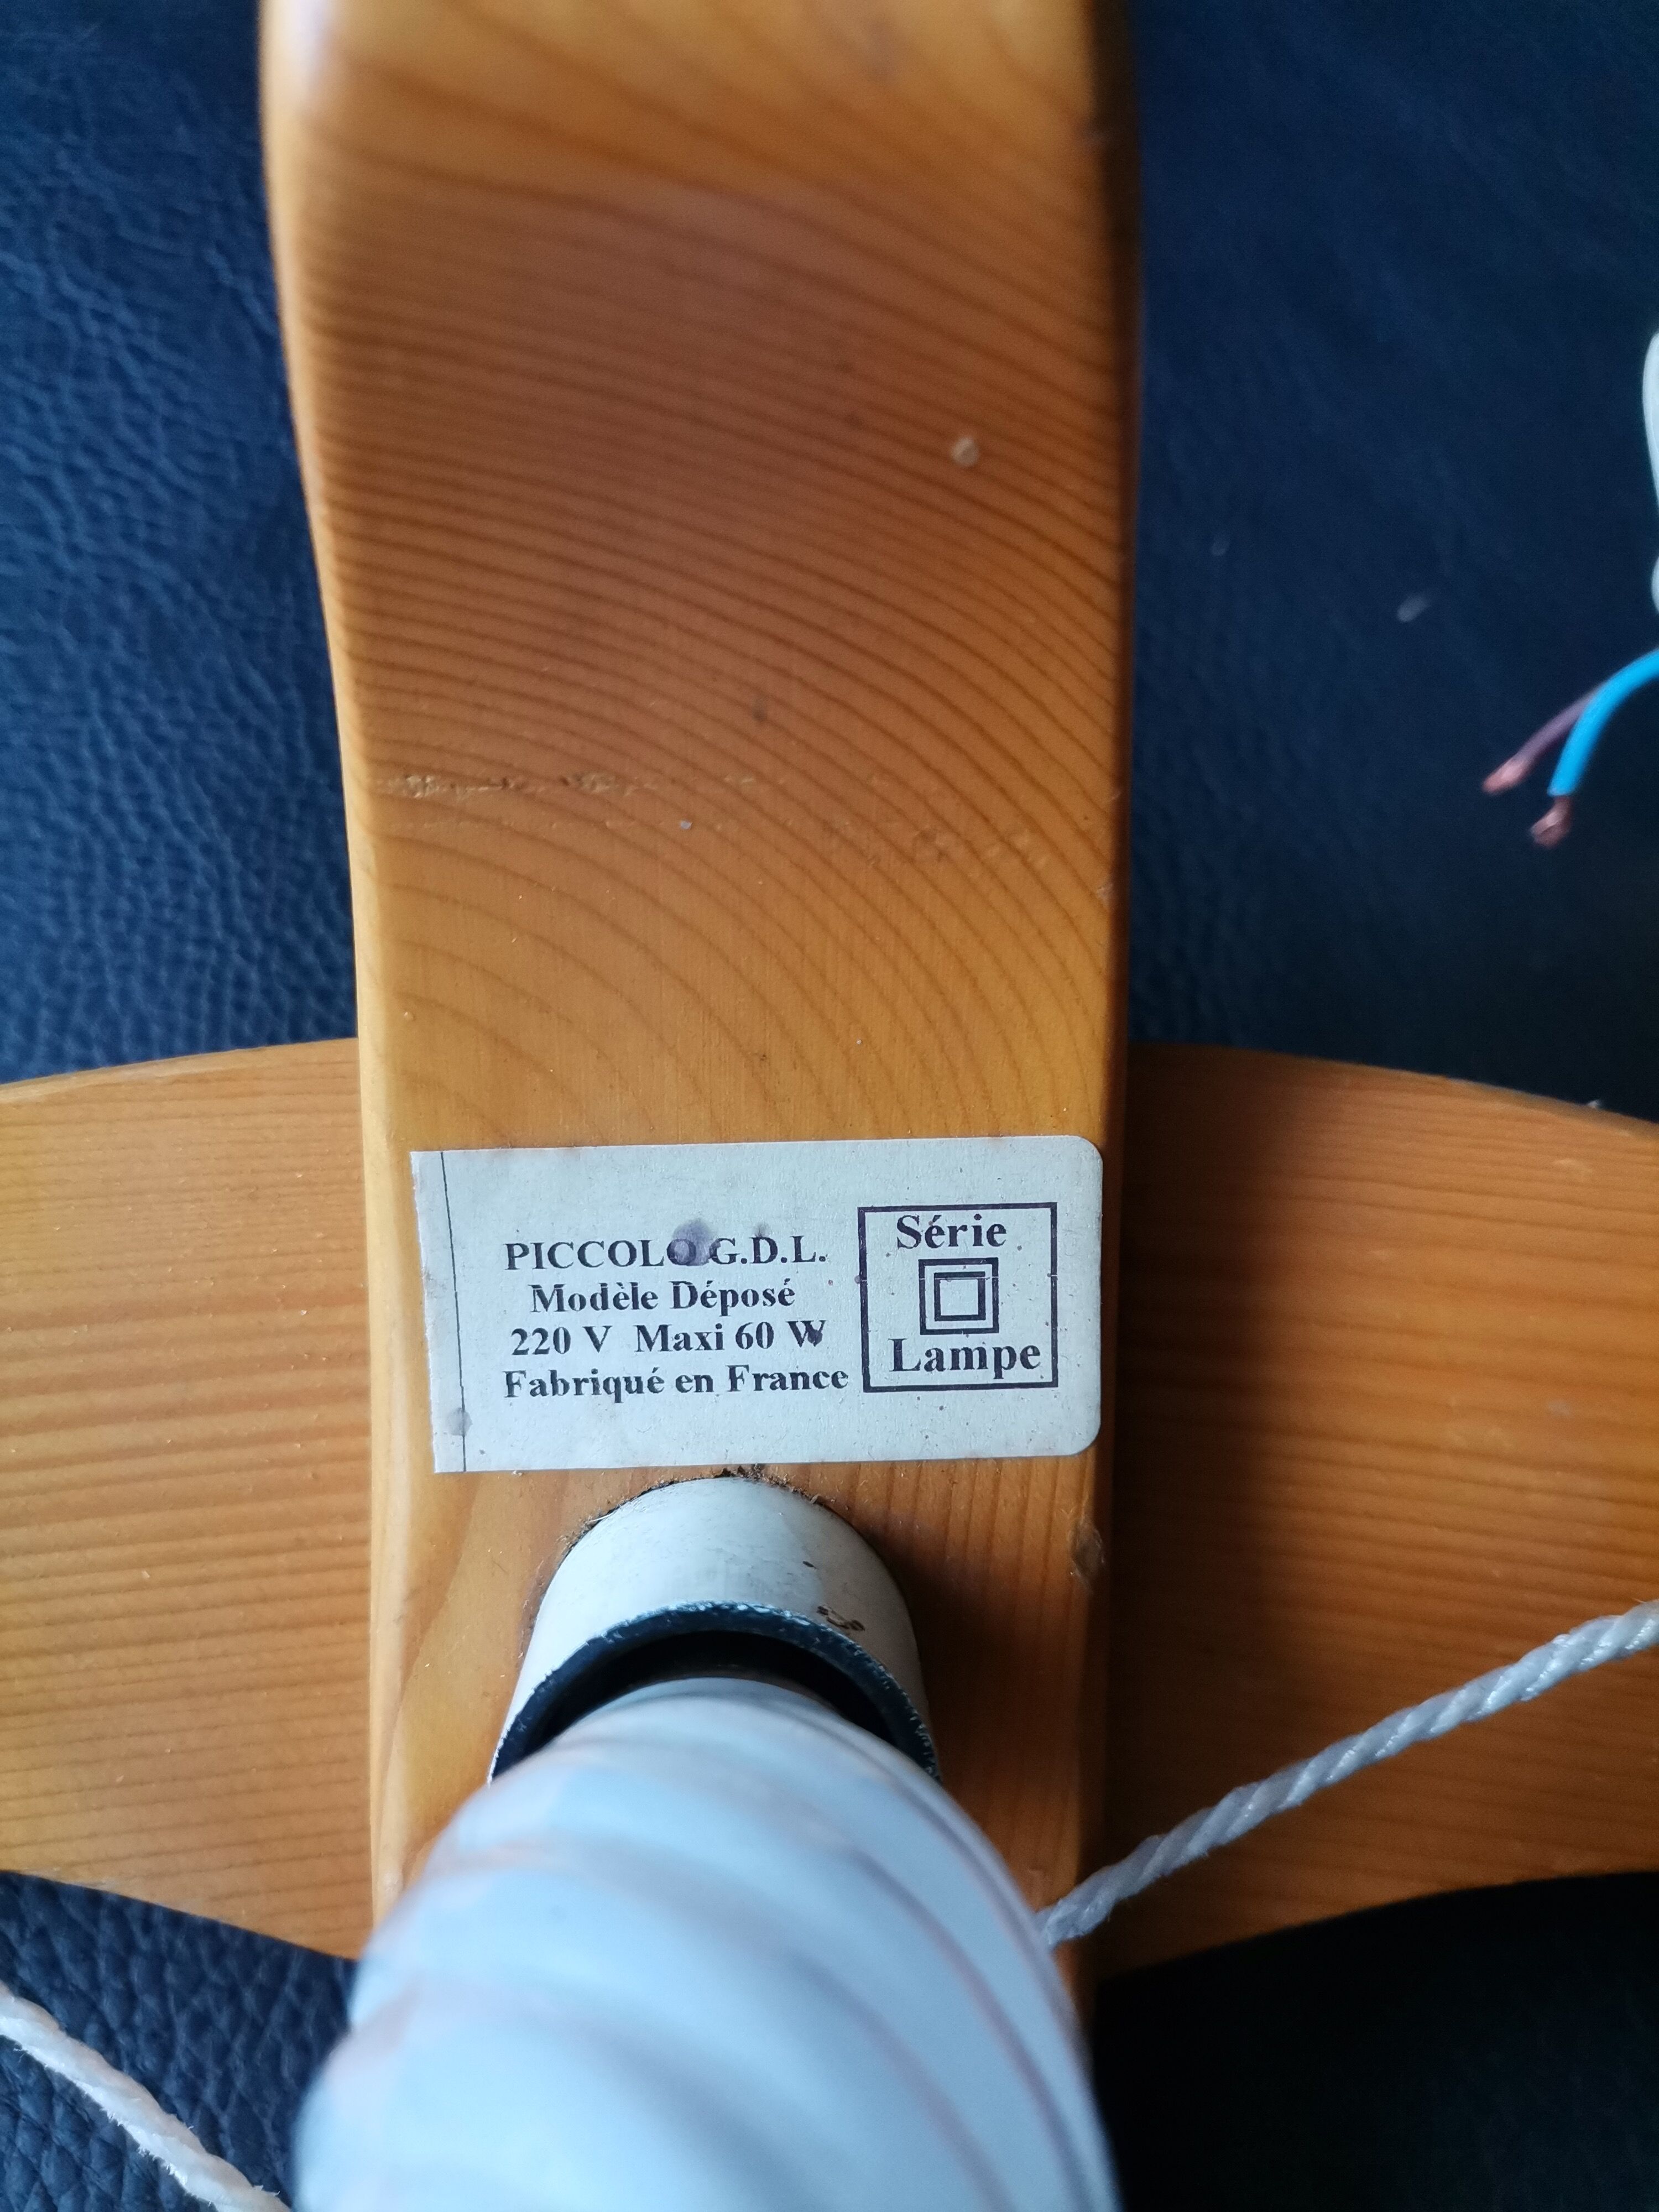 PICCOLO G.D.L.
Modèle Déposé
220 V Maxi 60 W
Fabriqué en France
Série
Lampe